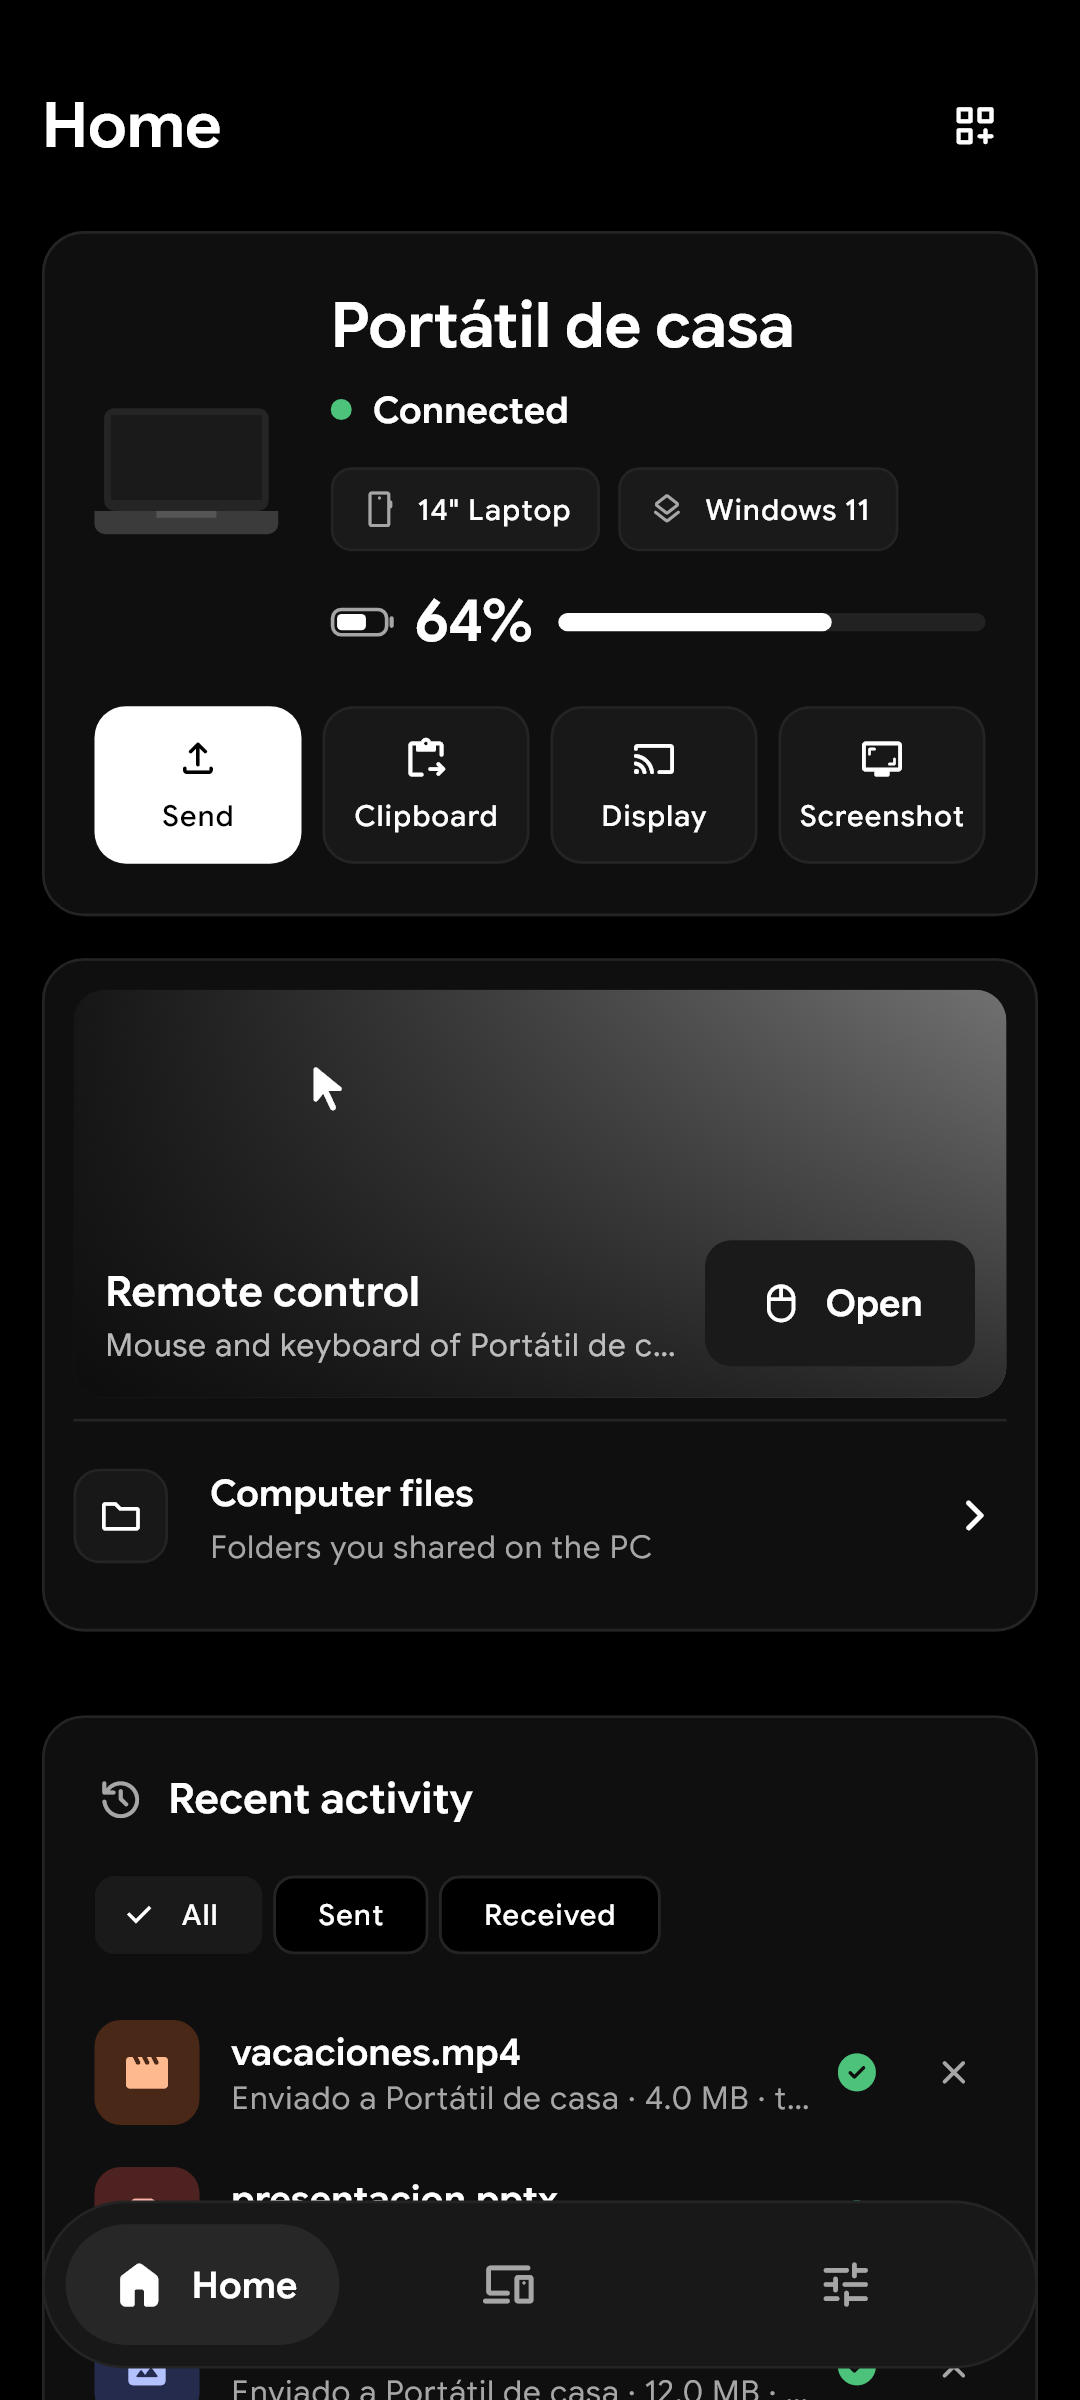 Home
Portátil de casa
Connected
14" Laptop
Windows 11
64%
Send
Clipboard
Display
Screenshot
Remote control
Mouse and keyboard of Portátil de c...
Open
Computer files
Folders you shared on the PC
Recent activity
All
Sent
Received
vacaciones.mp4
Enviado a Portátil de casa · 4.0 MB · t...
presentacion.pptx
Home
Enviado a Portátil de casa · 12.0 MB · ...